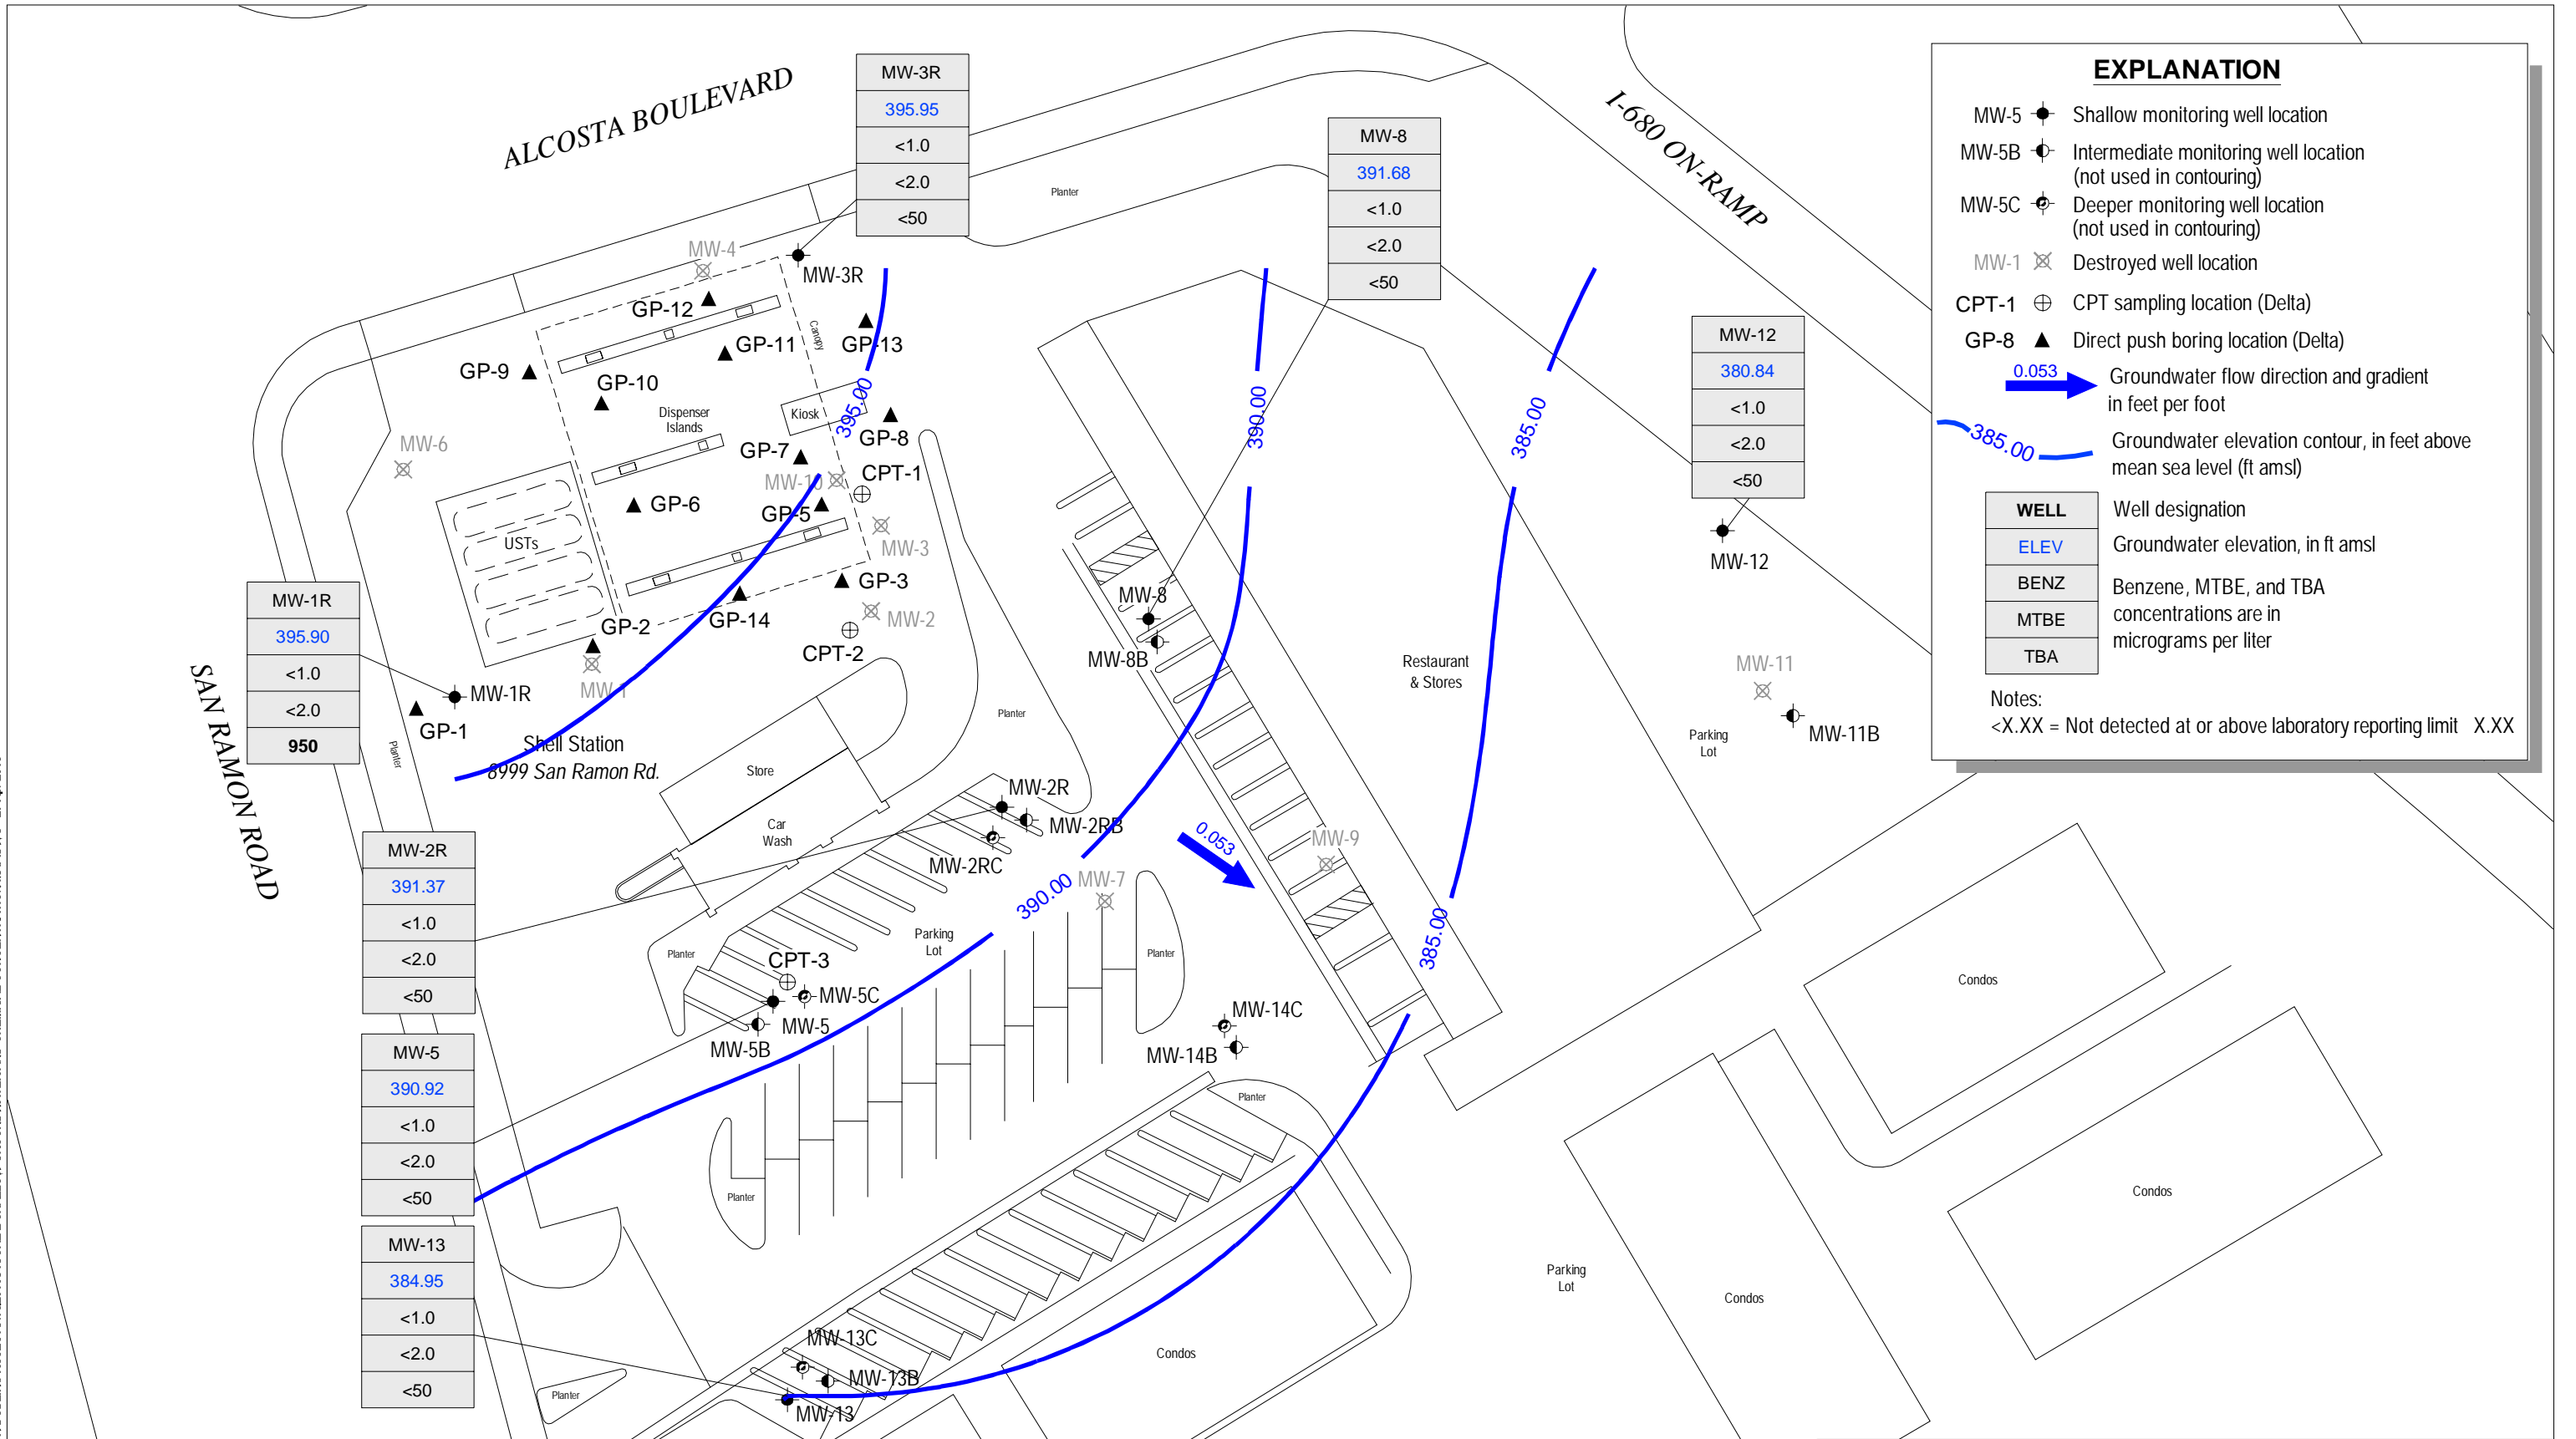 ALCOSTA BOULEVARD
I-680 ON-RAMP
SAN RAMON ROAD
MW-3R
395.95
<1.0
<2.0
<50
MW-8
391.68
<1.0
<2.0
<50
MW-12
380.84
<1.0
<2.0
<50
MW-1R
395.90
<1.0
<2.0
950
MW-2R
391.37
<1.0
<2.0
<50
MW-5
390.92
<1.0
<2.0
<50
MW-13
384.95
<1.0
<2.0
<50
EXPLANATION
MW-5 Shallow monitoring well location
MW-5B Intermediate monitoring well location
(not used in contouring)
MW-5C Deeper monitoring well location
(not used in contouring)
MW-1 Destroyed well location
CPT-1 CPT sampling location (Delta)
GP-8 Direct push boring location (Delta)
0.053 Groundwater flow direction and gradient
in feet per foot
385.00 Groundwater elevation contour, in feet above
mean sea level (ft amsl)
WELL Well designation
ELEV Groundwater elevation, in ft amsl
BENZ
MTBE
TBA
Benzene, MTBE, and TBA
concentrations are in
micrograms per liter
Notes:
<X.XX = Not detected at or above laboratory reporting limit X.XX
Planter
MW-4
MW-3R
GP-12
GP-11
Canopy
GP-13
GP-9
GP-10
Dispenser
Islands
Kiosk
395.00
GP-8
MW-6
GP-7
CPT-1
MW-10
GP-6
GP-5
USTs
MW-3
GP-3
MW-2
GP-14
GP-2
CPT-2
MW-1
MW-1R
GP-1
Planter
Shell Station
8999 San Ramon Rd.
Store
Car
Wash
Planter
MW-2R
MW-2RB
MW-2RC
390.00
385.00
MW-8
MW-8B
Restaurant
& Stores
MW-12
MW-11
MW-11B
Parking
Lot
0.053
MW-9
MW-7
390.00
385.00
Parking
Lot
Planter
Planter
CPT-3
MW-5C
MW-5
MW-5B
MW-14C
MW-14B
Planter
Planter
Condos
Condos
Condos
Parking
Lot
Condos
MW-13C
MW-13B
MW-13
Planter